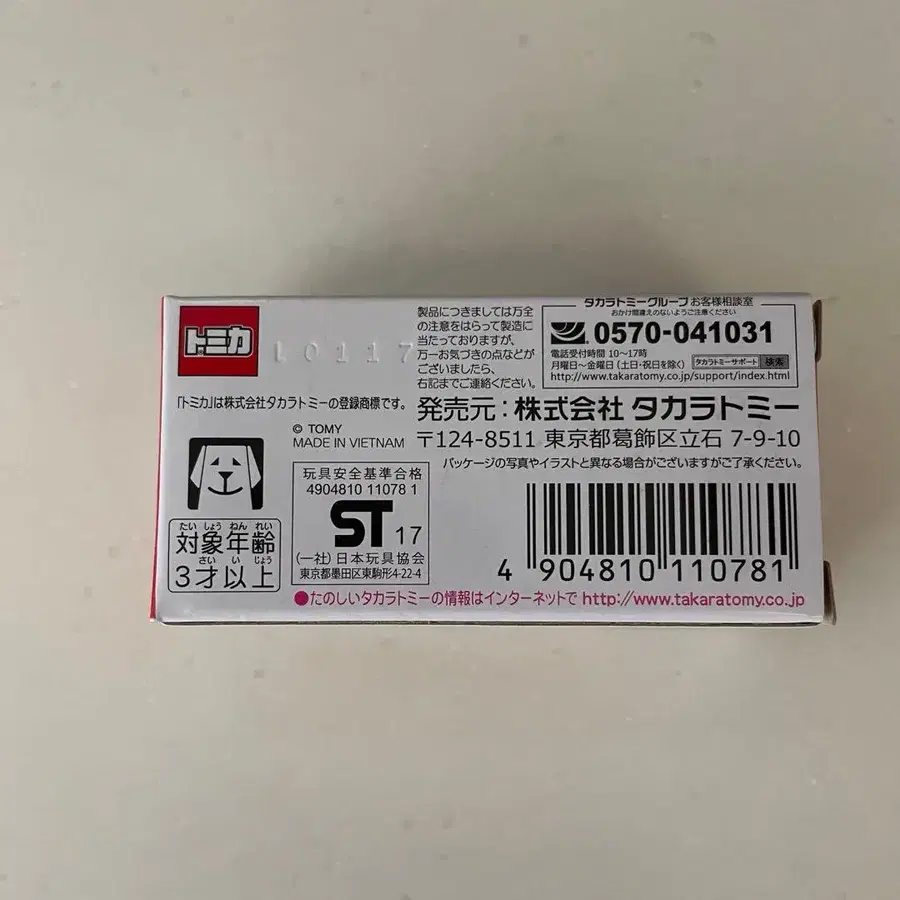 トミカ
10117
「トミカ」は株式会社タカラトミーの登録商標です。
© TOMY
MADE IN VIETNAM
たい しょう ねん れい
対象年齢
さい い じょう
3才以上
玩具安全基準合格
4904810 11078 1
ST 17
(一社)日本玩具協会
東京都墨田区東駒形4-22-4
製品につきましては万全
の注意をはらって製造に
当たっておりますが、
万一お気づきの点などが
ございましたら、
右記までご連絡ください。
タカラトミーグループ お客様相談室
おかけ間違えのないようご注意ください
0570-041031
電話受付時間 10〜17時
月曜日〜金曜日(土日・祝日を除く)
タカラトミーサポート 検索
http://www.takaratomy.co.jp/support/index.html
発売元:株式会社 タカラトミー
〒124-8511 東京都葛飾区立石 7-9-10
パッケージの写真やイラストと異なる場合がございますがご了承ください。
4 904810 110781
●たのしいタカラトミーの情報はインターネットで http://www.takaratomy.co.jp